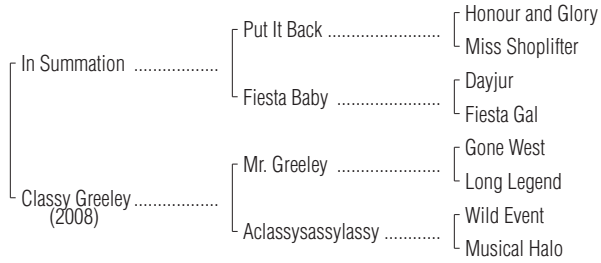 Honour and Glory
Put It Back ......................
Miss Shoplifter
In Summation .................
Dayjur
Fiesta Baby ....................
Fiesta Gal
Gone West
Mr. Greeley ....................
Long Legend
Classy Greeley .................
(2008)
Wild Event
Aclassysassylassy ............
Musical Halo